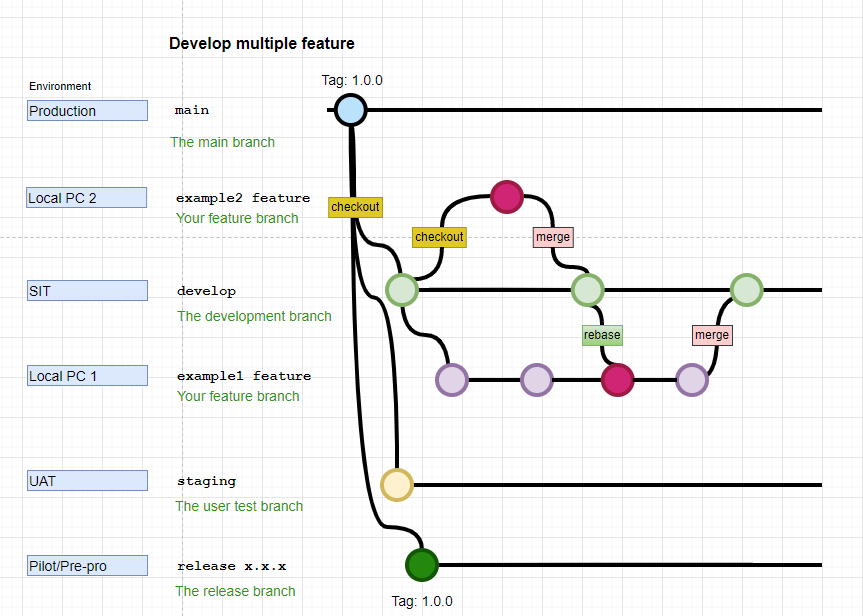 Develop multiple feature
Tag: 1.0.0
Environment
Production
main
The main branch
Local PC 2
example2 feature
Your feature branch
checkout
checkout
merge
SIT
develop
The development branch
rebase
merge
Local PC 1
example1 feature
Your feature branch
UAT
staging
The user test branch
Pilot/Pre-pro
release x.x.x
The release branch
Tag: 1.0.0